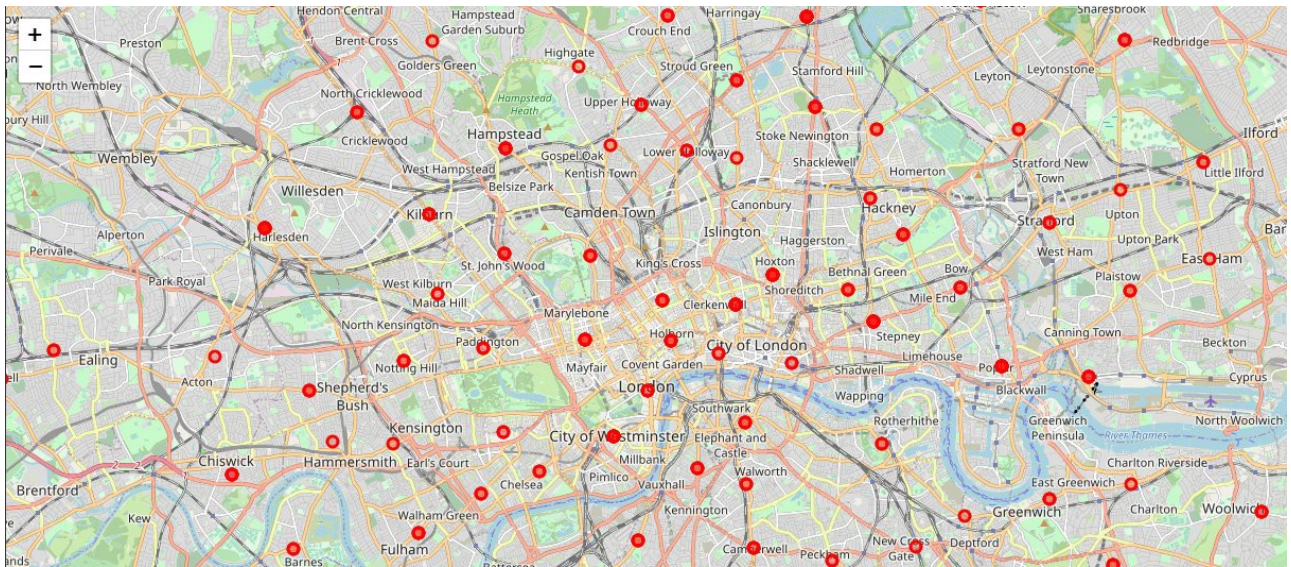 +
−
Hendon Central
Hampstead
Garden Suburb
Harringay
Sharesbrook
Crouch End
Preston
Brent Cross
Redbridge
Highgate
Golders Green
Stroud Green
Stamford Hill
Leytonstone
Leyton
North Wembley
North Cricklewood
Hampstead
Heath
Upper Holloway
bury Hill
Cricklewood
Hampstead
Stoke Newington
Ilford
Wembley
Gospel Oak
Lower Holloway
West Hampstead
Kentish Town
Shacklewell
Homerton
Stratford New
Town
Little Ilford
Willesden
Belsize Park
Kilburn
Camden Town
Canonbury
Hackney
Upton
Stratford
Alperton
Harlesden
Islington
Haggerston
Upton Park
Perivale
West Ham
East Ham
St. John's Wood
King's Cross
Hoxton
Bethnal Green
Bow
Park Royal
West Kilburn
Maida Hill
Shoreditch
Mile End
Plaistow
Clerkenwell
Marylebone
North Kensington
Holborn
Stepney
Canning Town
Paddington
City of London
Beckton
Ealing
Notting Hill
Mayfair
Covent Garden
Limehouse
Acton
Shadwell
Poplar
Cyprus
ell
Shepherd's
Bush
London
Wapping
Blackwall
Southwark
Rotherhithe
Greenwich
Peninsula
North Woolwich
Kensington
City of Westminster
Elephant and
Castle
River Thames
2
2
Chiswick
Hammersmith
Earl's Court
Millbank
Charlton Riverside
Chelsea
Pimlico
Vauxhall
Walworth
East Greenwich
Brentford
Kennington
Greenwich
Charlton
Woolwich
Kew
Walham Green
Deptford
Fulham
New Cross
Gate
Barnes
Camberwell
Peckham
Battersea